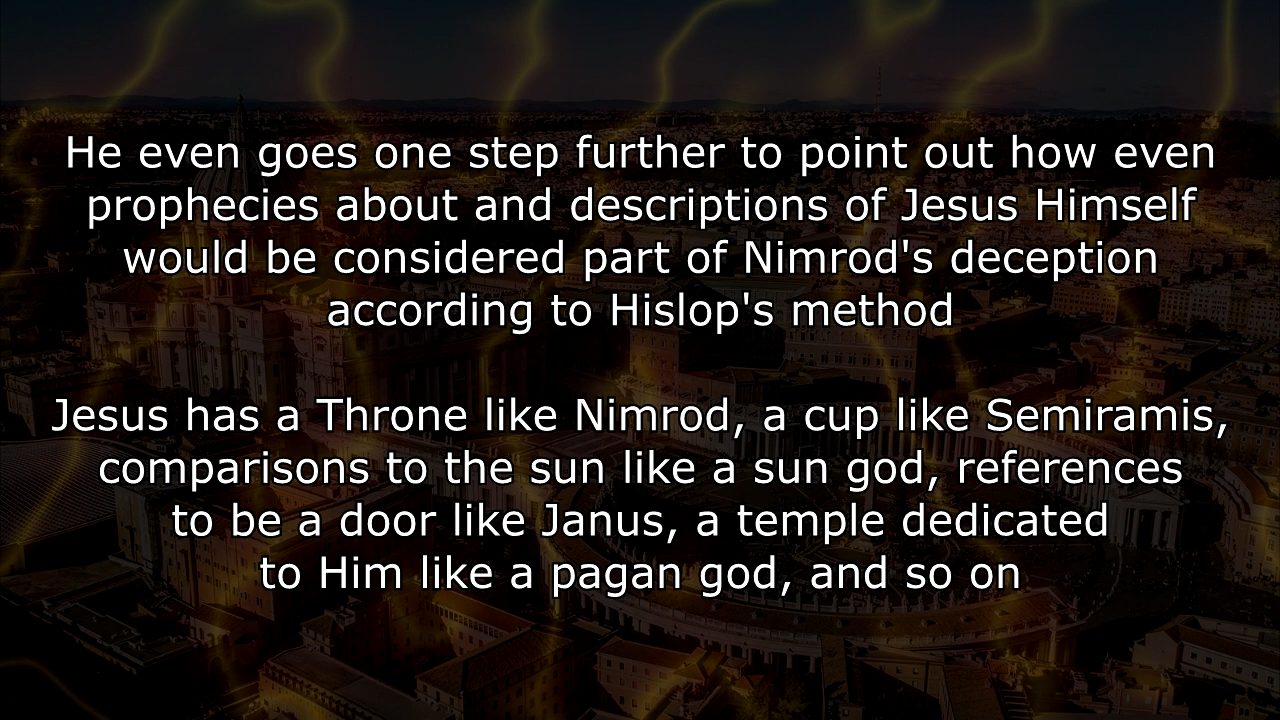 He even goes one step further to point out how even
prophecies about and descriptions of Jesus Himself
would be considered part of Nimrod's deception
according to Hislop's method
Jesus has a Throne like Nimrod, a cup like Semiramis,
comparisons to the sun like a sun god, references
to be a door like Janus, a temple dedicated
to Him like a pagan god, and so on